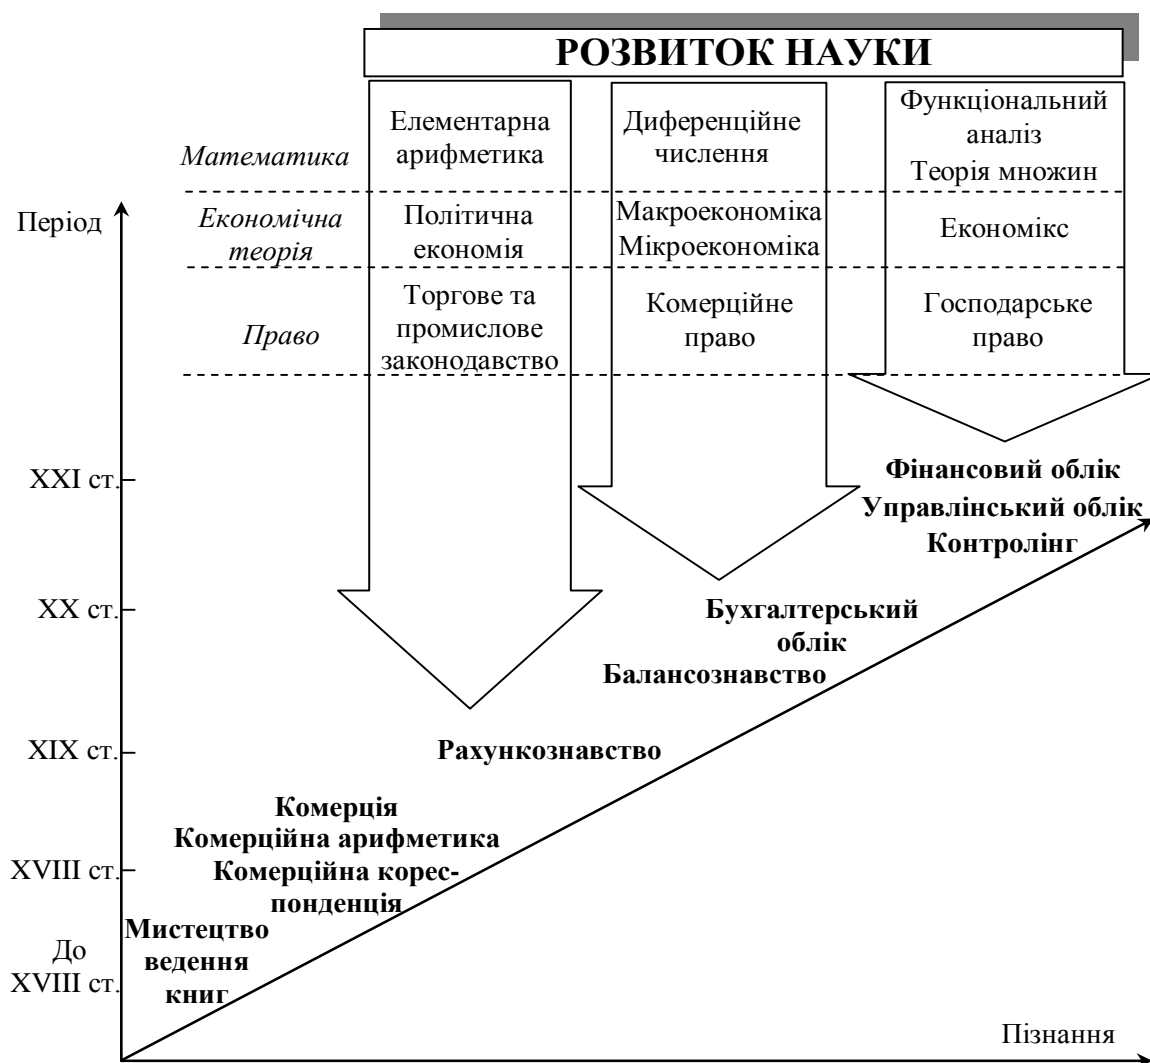 РОЗВИТОК НАУКИ
Математика
Елементарна
арифметика
Диференційне
числення
Функціональний
аналіз
Теорія множин
Період
Економічна
теорія
Політична
економія
Макроекономіка
Мікроекономіка
Економікс
Право
Торгове та
промислове
законодавство
Комерційне
право
Господарське
право
XXI ст.
Фінансовий облік
Управлінський облік
Контролінг
XX ст.
Бухгалтерський
облік
Балансознавство
XIX ст.
Рахункознавство
Комерція
Комерційна арифметика
XVIII ст.
Комерційна корес-
понденція
До
XVIII ст.
Мистецтво
ведення
книг
Пізнання